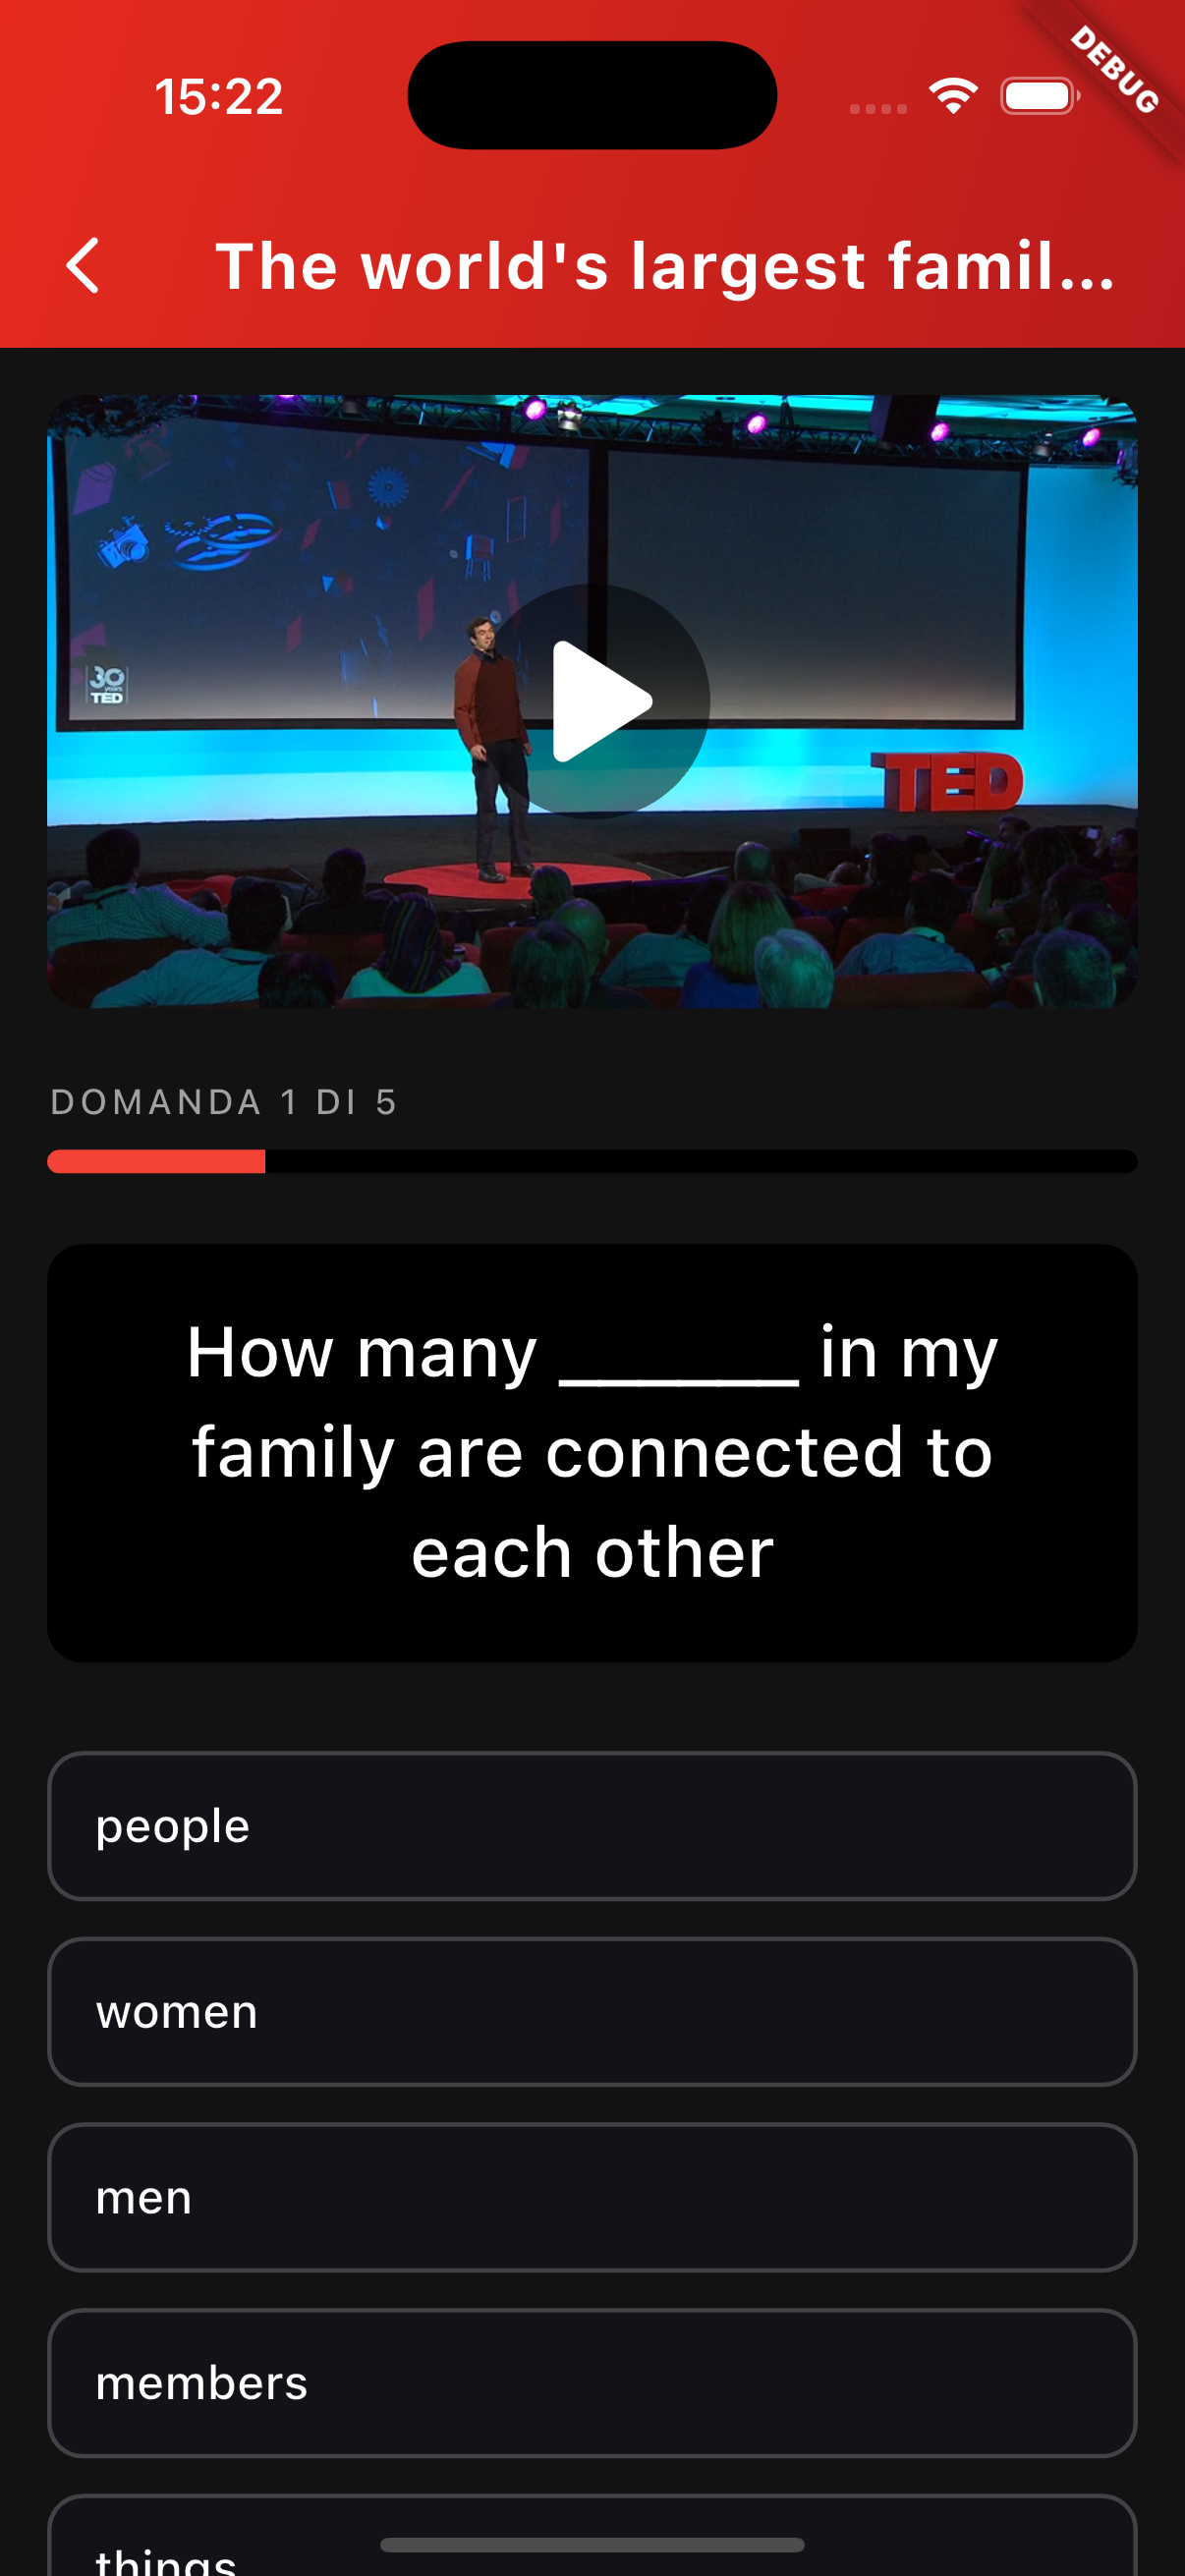 15:22
DEBUG
The world's largest famil...
30
years
TED
TED
DOMANDA 1 DI 5
How many ______ in my
family are connected to
each other
people
women
men
members
things